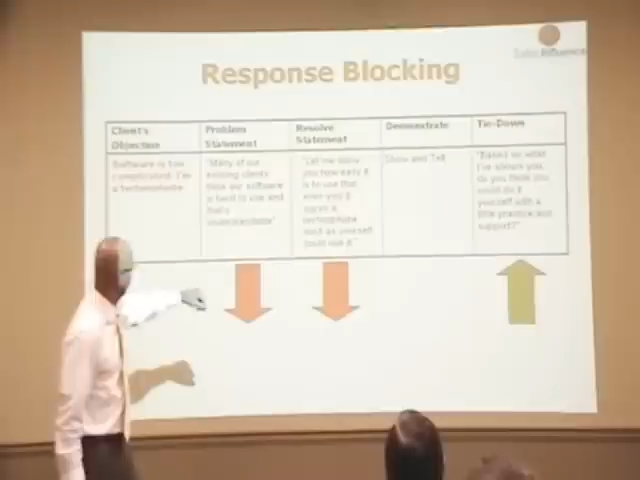 Sales Influence
Response Blocking
Client's
Objection
Problem
Statement
Resolve
Statement
Demonstrate
Tie-Down
Software is too
complicated. I'm
a technophobe
"Many of our
existing clients
think our software
is hard to use and
that's
understandable"
"Let me show
you how easy it
is to use that
even you'd
agree a
technophobe
such as yourself
could use it"
Show and Tell
"Based on what
I've shown you,
do you think you
could do it
yourself with a
little practice and
support?"